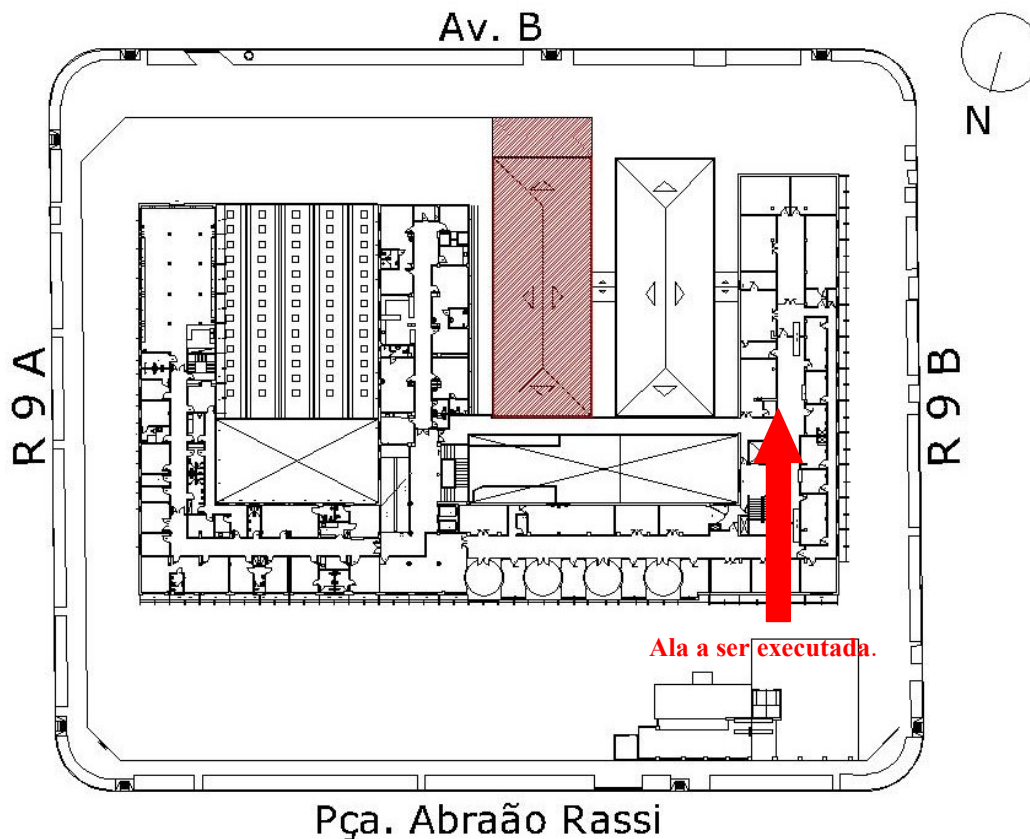 Av. B
N
R 9 A
R 9 B
Ala a ser executada.
Pça. Abraão Rassi